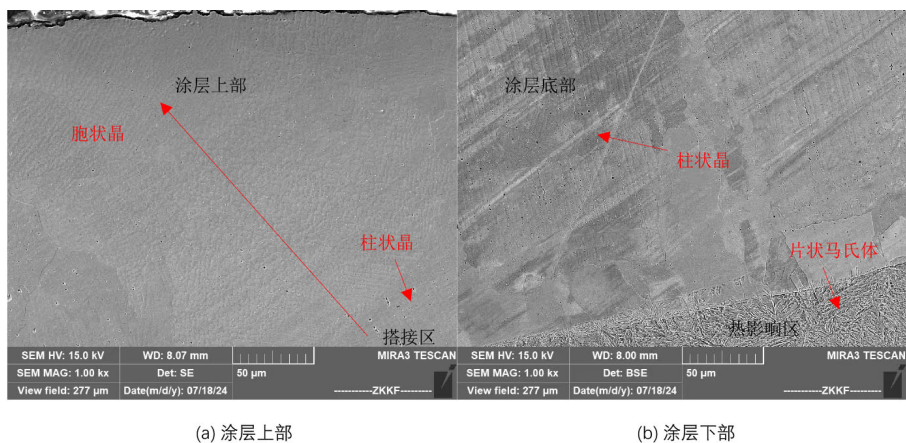 涂层上部
胞状晶
柱状晶
搭接区
SEM HV: 15.0 kV
WD: 8.07 mm
MIRA3 TESCAN
SEM MAG: 1.00 kx
Det: SE
50 μm
View field: 277 μm
Date(m/d/y): 07/18/24
----------ZKKF---------
涂层底部
柱状晶
片状马氏体
热影响区
SEM HV: 15.0 kV
WD: 8.00 mm
MIRA3 TESCAN
SEM MAG: 1.00 kx
Det: BSE
50 μm
View field: 277 μm
Date(m/d/y): 07/18/24
----------ZKKF---------
(a) 涂层上部
(b) 涂层下部